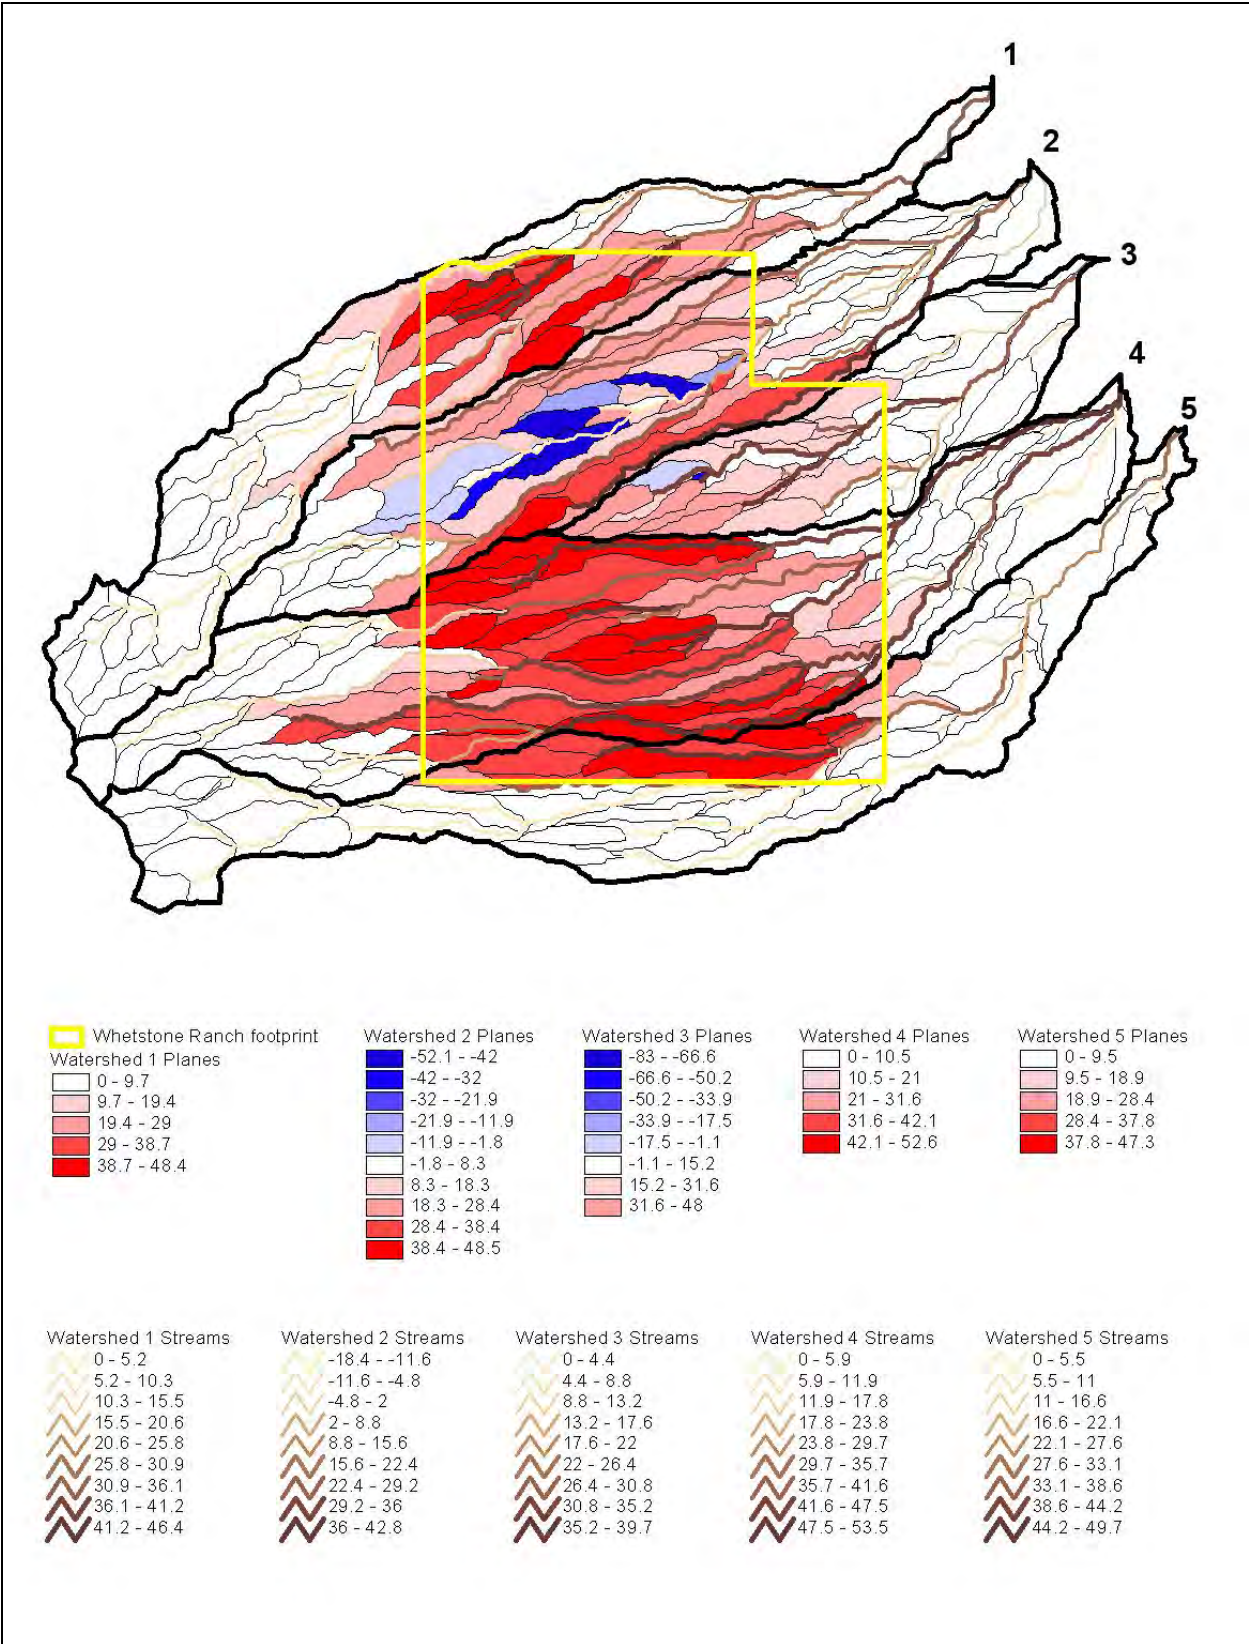 1
2
3
4
5
Whetstone Ranch footprint
Watershed 1 Planes
0 - 9.7
9.7 - 19.4
19.4 - 29
29 - 38.7
38.7 - 48.4
Watershed 2 Planes
-52.1 - -42
-42 - -32
-32 - -21.9
-21.9 - -11.9
-11.9 - -1.8
-1.8 - 8.3
8.3 - 18.3
18.3 - 28.4
28.4 - 38.4
38.4 - 48.5
Watershed 3 Planes
-83 - -66.6
-66.6 - -50.2
-50.2 - -33.9
-33.9 - -17.5
-17.5 - -1.1
-1.1 - 15.2
15.2 - 31.6
31.6 - 48
Watershed 4 Planes
0 - 10.5
10.5 - 21
21 - 31.6
31.6 - 42.1
42.1 - 52.6
Watershed 5 Planes
0 - 9.5
9.5 - 18.9
18.9 - 28.4
28.4 - 37.8
37.8 - 47.3
Watershed 1 Streams
0 - 5.2
5.2 - 10.3
10.3 - 15.5
15.5 - 20.6
20.6 - 25.8
25.8 - 30.9
30.9 - 36.1
36.1 - 41.2
41.2 - 46.4
Watershed 2 Streams
-18.4 - -11.6
-11.6 - -4.8
-4.8 - 2
2 - 8.8
8.8 - 15.6
15.6 - 22.4
22.4 - 29.2
29.2 - 36
36 - 42.8
Watershed 3 Streams
0 - 4.4
4.4 - 8.8
8.8 - 13.2
13.2 - 17.6
17.6 - 22
22 - 26.4
26.4 - 30.8
30.8 - 35.2
35.2 - 39.7
Watershed 4 Streams
0 - 5.9
5.9 - 11.9
11.9 - 17.8
17.8 - 23.8
23.8 - 29.7
29.7 - 35.7
35.7 - 41.6
41.6 - 47.5
47.5 - 53.5
Watershed 5 Streams
0 - 5.5
5.5 - 11
11 - 16.6
16.6 - 22.1
22.1 - 27.6
27.6 - 33.1
33.1 - 38.6
38.6 - 44.2
44.2 - 49.7